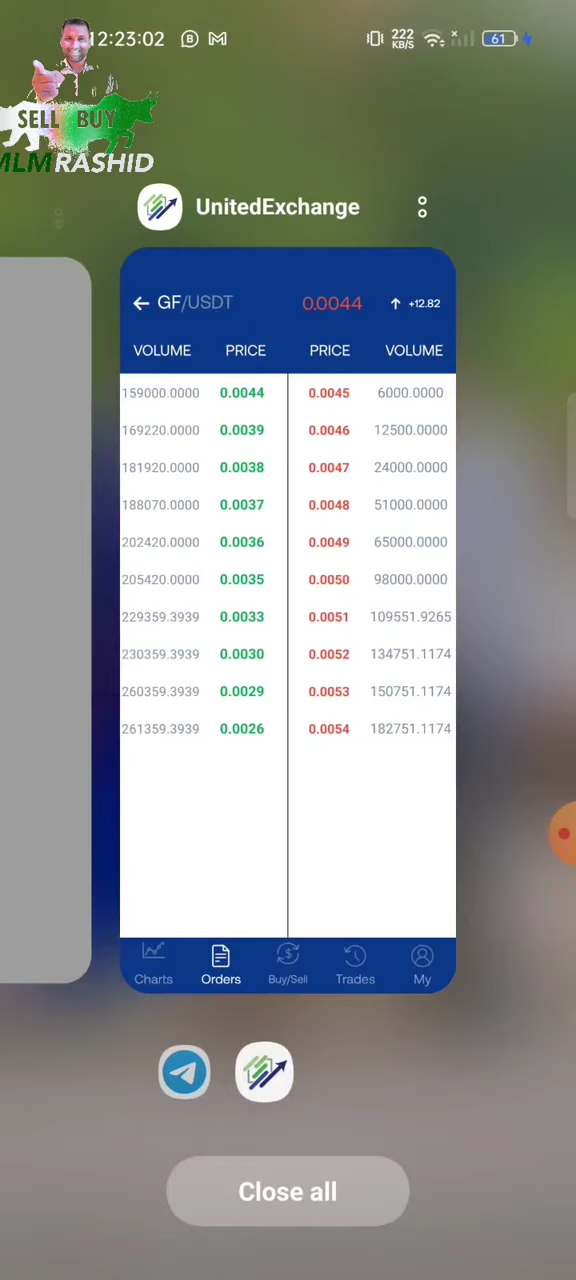 12:23:02
222
KB/S
61
SELL BUY
MLMRASHID
UnitedExchange
GF/USDT 0.0044 +12.82
VOLUME PRICE PRICE VOLUME
159000.0000 0.0044 0.0045 6000.0000
169220.0000 0.0039 0.0046 12500.0000
181920.0000 0.0038 0.0047 24000.0000
188070.0000 0.0037 0.0048 51000.0000
202420.0000 0.0036 0.0049 65000.0000
205420.0000 0.0035 0.0050 98000.0000
229359.3939 0.0033 0.0051 109551.9265
230359.3939 0.0030 0.0052 134751.1174
260359.3939 0.0029 0.0053 150751.1174
261359.3939 0.0026 0.0054 182751.1174
Charts Orders Buy/Sell Trades My
Close all